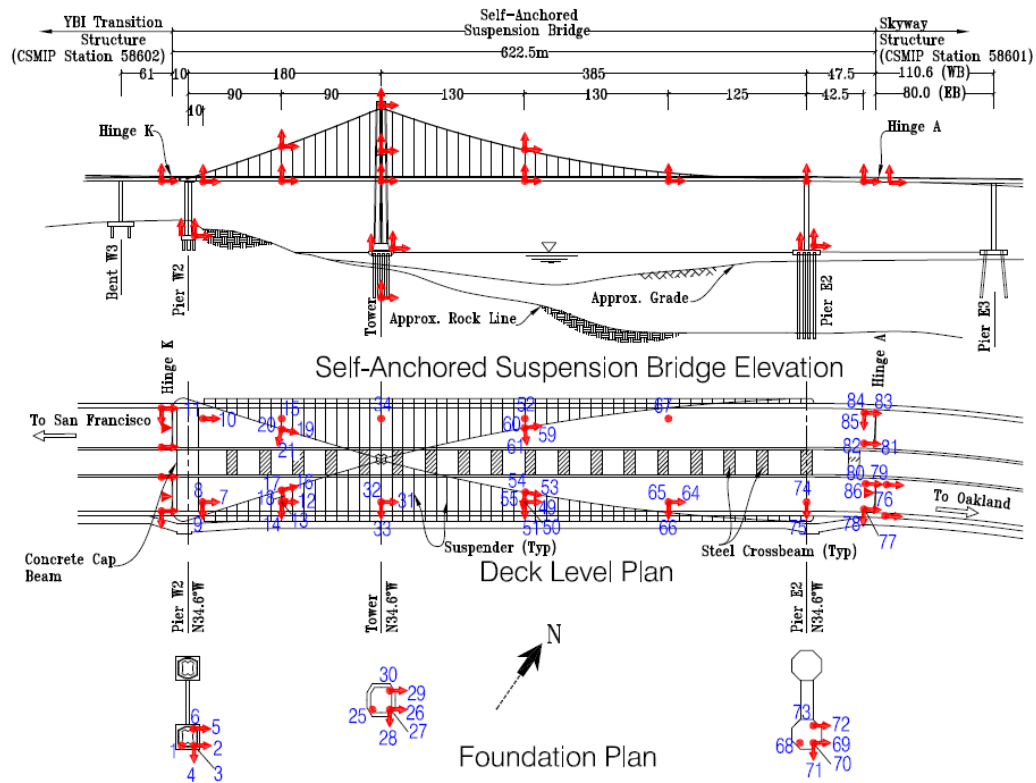 YBI Transition
Structure
(CSMIP Station 58602)
Self-Anchored
Suspension Bridge
622.5m
Skyway
Structure
(CSMIP Station 58601)
61
10
180
385
47.5
110.6 (WB)
90
90
130
130
125
42.5
80.0 (EB)
10
Hinge K
Hinge A
Bent W3
Pier W2
Tower
Approx. Rock Line
Approx. Grade
Pier E2
Pier E3
Self-Anchored Suspension Bridge Elevation
Hinge K
Hinge A
To San Francisco
11
10
15
20
19
21
34
52
60
59
61
67
84
83
85
82
81
8
7
9
17
16
18
12
13
14
32
31
33
54
53
55
49
51
50
65
64
66
74
75
80
79
86
76
78
77
To Oakland
Concrete Cap
Beam
Suspender (Typ)
Steel Crossbeam (Typ)
Deck Level Plan
Pier W2
N34.6°W
Tower
N34.6°W
Pier E2
N34.6°W
N
6
5
1
2
4
3
30
29
25
26
27
28
73
72
68
69
70
71
Foundation Plan